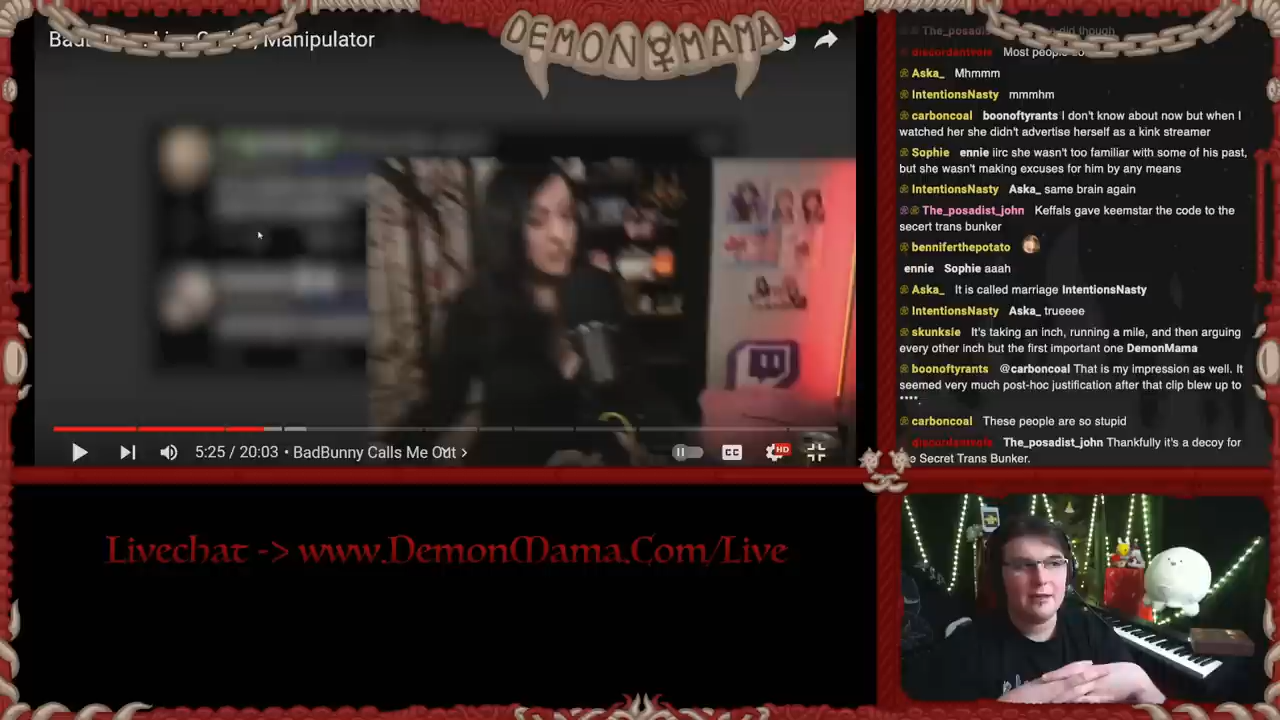 Manipulator
DEMON MAMA
did though
Most people
Aska_ Mhmmm
IntentionsNasty mmmhm
carboncoal boonoftyrants I don't know about now but when I
watched her she didn't advertise herself as a kink streamer
Sophie ennie iirc she wasn't too familiar with some of his past,
but she wasn't making excuses for him by any means
IntentionsNasty Aska_ same brain again
The_posadist_john Keffals gave keemstar the code to the
secert trans bunker
benniferthepotato
ennie Sophie aaah
Aska_ It is called marriage IntentionsNasty
IntentionsNasty Aska_ trueeee
skunksie It's taking an inch, running a mile, and then arguing
every other inch but the first important one DemonMama
boonoftyrants @carboncoal That is my impression as well. It
seemed very much post-hoc justification after that clip blew up to
****.
carboncoal These people are so stupid
The_posadist_john Thankfully it's a decoy for
Secret Trans Bunker.
5:25 / 20:03 • BadBunny Calls Me Out >
CC
HD
Livechat -> www.DemonMama.Com/Live